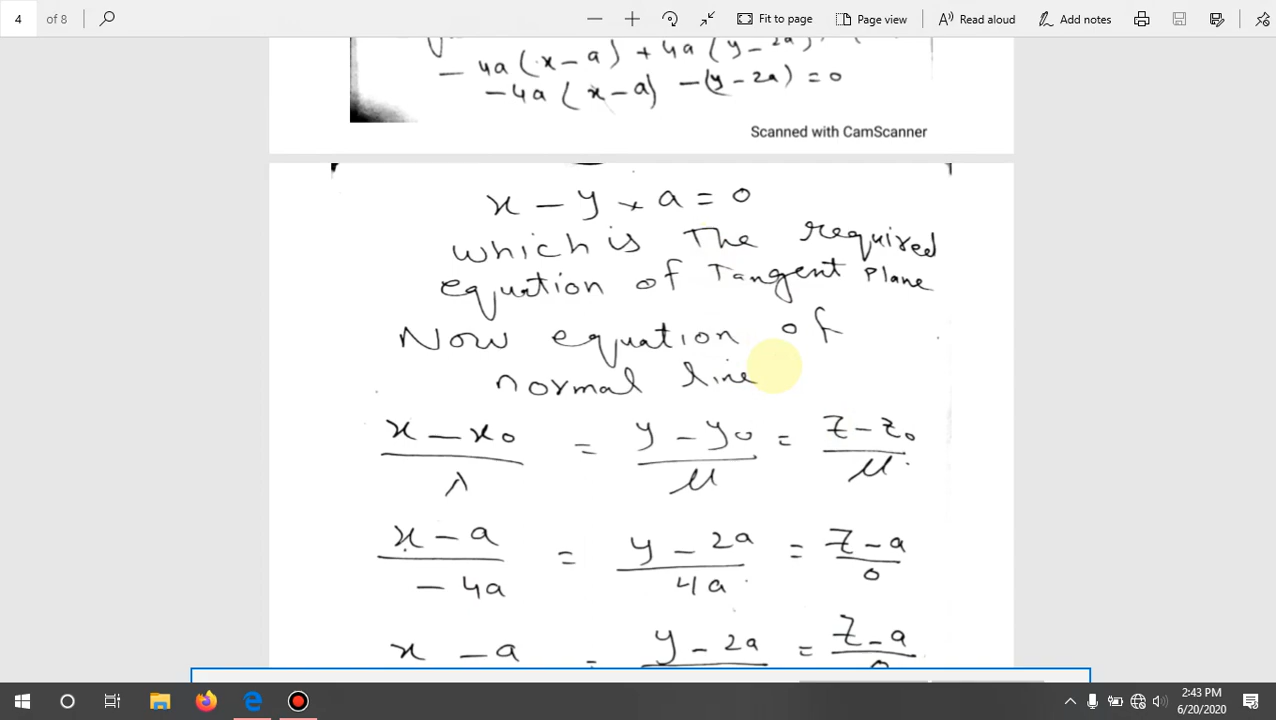 4 of 8
Fit to page
Page view
Read aloud
Add notes
- 4a (x - a) + 4a (y - 2a)
- 4a (x - a) - (y - 2a) = 0
Scanned with CamScanner
x - y + a = 0
which is The required
equation of Tangent Plane
Now equation of
normal line
x - x₀ / λ = y - y₀ / μ = z - z₀ / μ
x - a / - 4a = y - 2a / 4a = z - a / 0
x - a = y - 2a = z - a / 0
2:43 PM
6/20/2020